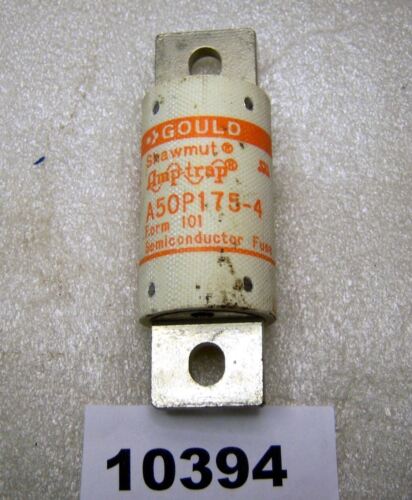 GOULD
Shawmut®
Amp-trap®
A50P175-4
Form 101
Semiconductor Fuse
10394